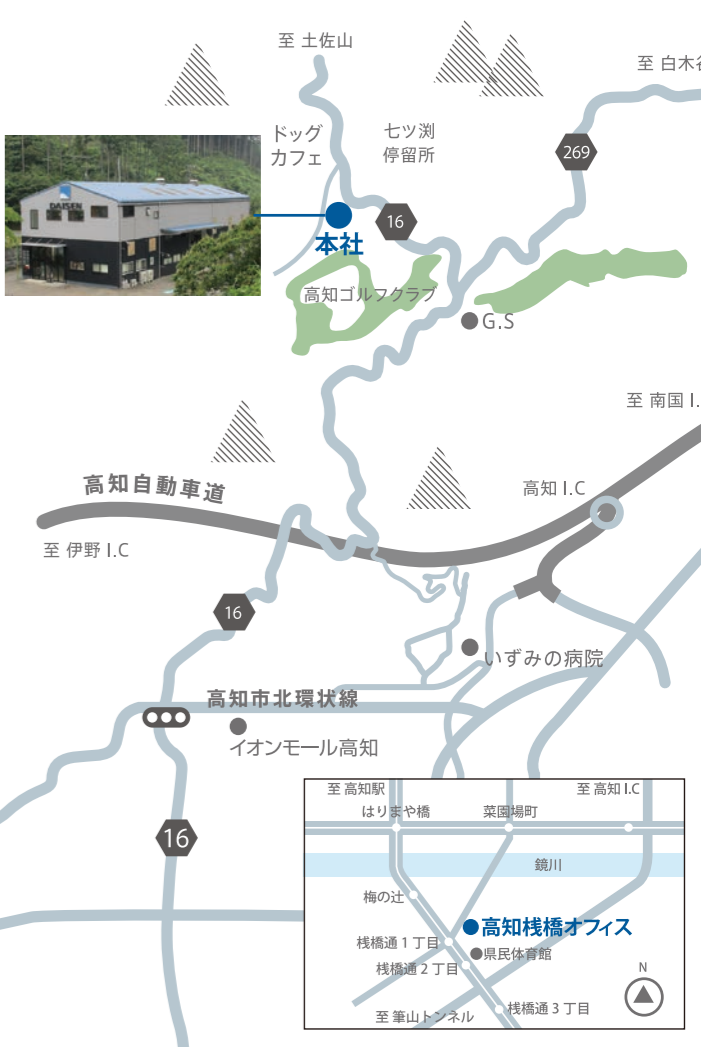 至 土佐山
至 白木谷
ドッグ
カフェ
七ツ渕
停留所
269
DAISEN
16
本社
高知ゴルフクラブ
G.S
至 南国 I.
高知自動車道
高知 I.C
至 伊野 I.C
16
いずみの病院
高知市北環状線
イオンモール高知
16
至 高知駅
至 高知 I.C
はりまや橋
菜園場町
鏡川
梅の辻
高知桟橋オフィス
桟橋通 1 丁目
県民体育館
桟橋通 2 丁目
N
桟橋通 3 丁目
至 筆山トンネル